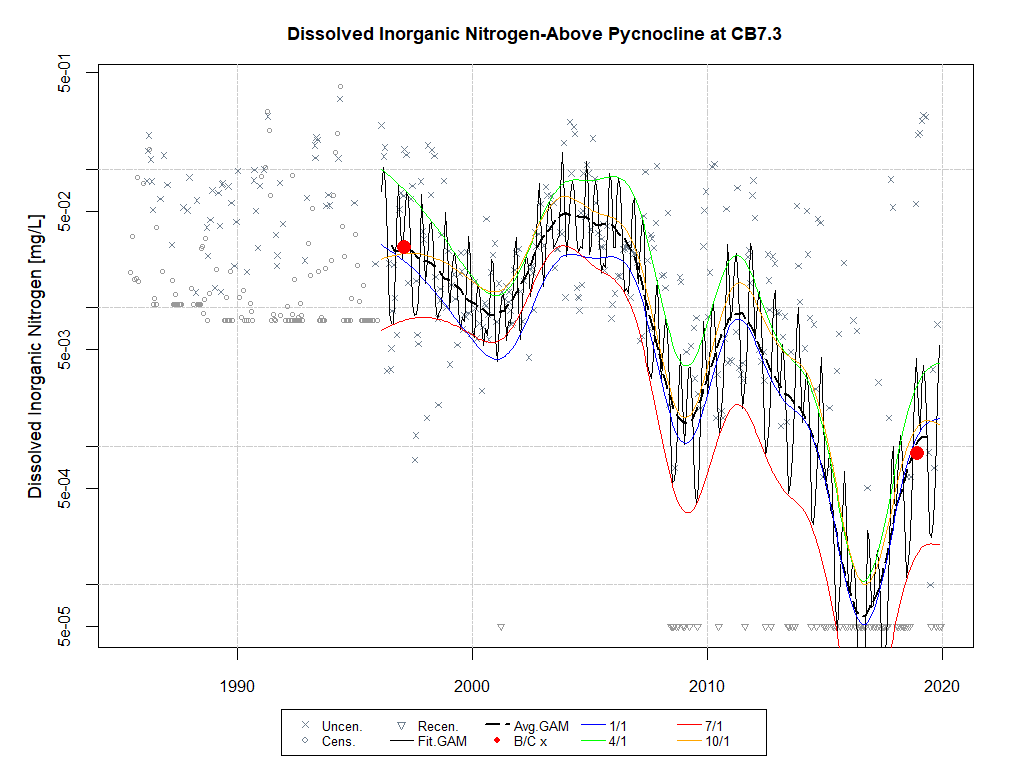 Dissolved Inorganic Nitrogen-Above Pycnocline at CB7.3
Dissolved Inorganic Nitrogen [mg/L]
5e-01
5e-02
5e-03
5e-04
5e-05
1990 2000 2010 2020
Uncen. Recen. Avg.GAM 1/1 7/1
Cens. Fit.GAM B/C x 4/1 10/1